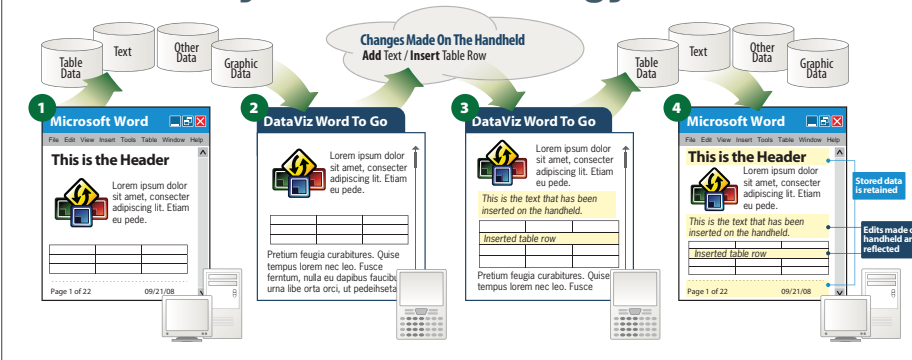 Table
Data
Text
Other
Data
Graphic
Data
Changes Made On The Handheld
Add Text / Insert Table Row
Table
Data
Text
Other
Data
Graphic
Data
1
Microsoft Word
File Edit View Insert Tools Table Window Help
This is the Header
Lorem ipsum dolor
sit amet, consecter
adipiscing lit. Etiam
eu pede.
Page 1 of 22 09/21/08
2
DataViz Word To Go
Lorem ipsum dolor
sit amet, consecter
adipiscing lit. Etiam
eu pede.
Pretium feugia curabitures. Quise
tempus lorem nec leo. Fusce
ferntum, nulla eu dapibus faucibu
urna libe orta orci, ut pedeihseta
3
DataViz Word To Go
Lorem ipsum dolor
sit amet, consecter
adipiscing lit. Etiam
eu pede.
This is the text that has been
inserted on the handheld.
Inserted table row
Pretium feugia curabitures. Quise
tempus lorem nec leo. Fusce
4
Microsoft Word
File Edit View Insert Tools Table Window Help
This is the Header
Lorem ipsum dolor
sit amet, consecter
adipiscing lit. Etiam
eu pede.
This is the text that has been
inserted on the handheld.
Inserted table row
Page 1 of 22 09/21/08
Stored data
is retained
Edits made
handheld
reflected